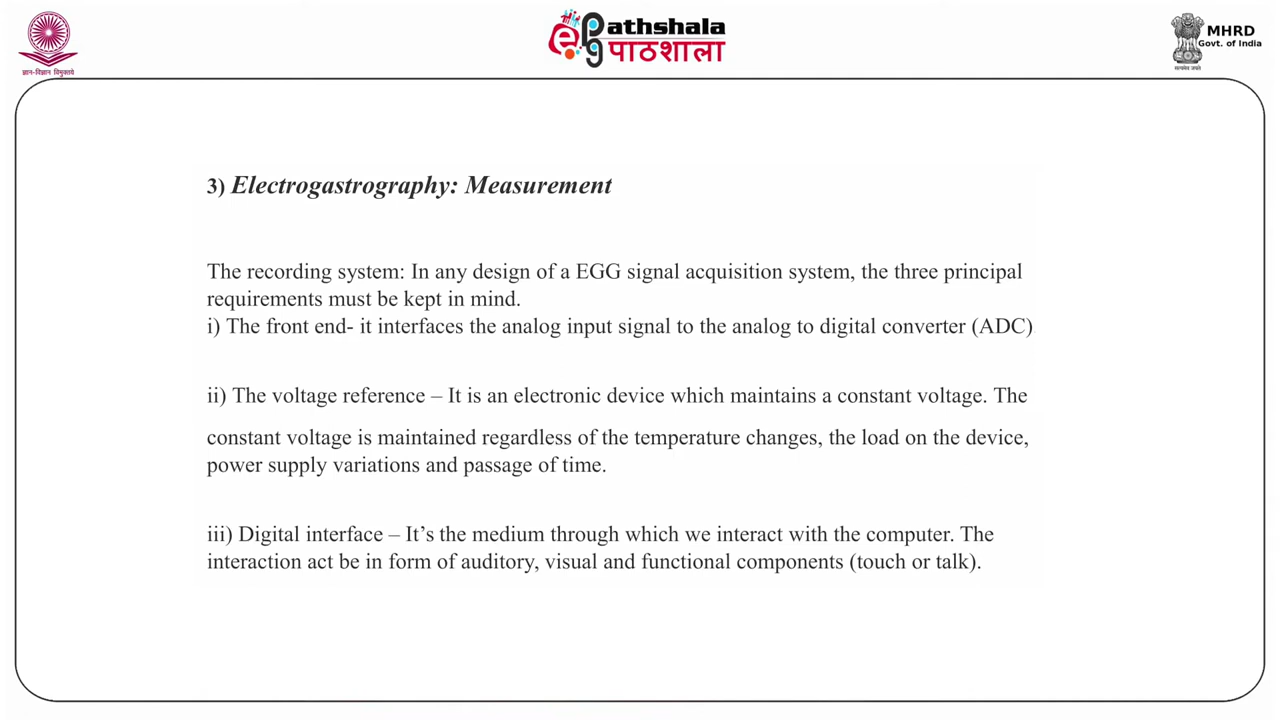 ज्ञान-विज्ञान विमुक्तये
ePathshala
पाठशाला
MHRD
Govt. of India
सत्यमेव जयते
3) Electrogastrography: Measurement
The recording system: In any design of a EGG signal acquisition system, the three principal
requirements must be kept in mind.
i) The front end- it interfaces the analog input signal to the analog to digital converter (ADC)
ii) The voltage reference – It is an electronic device which maintains a constant voltage. The
constant voltage is maintained regardless of the temperature changes, the load on the device,
power supply variations and passage of time.
iii) Digital interface – It’s the medium through which we interact with the computer. The
interaction act be in form of auditory, visual and functional components (touch or talk).